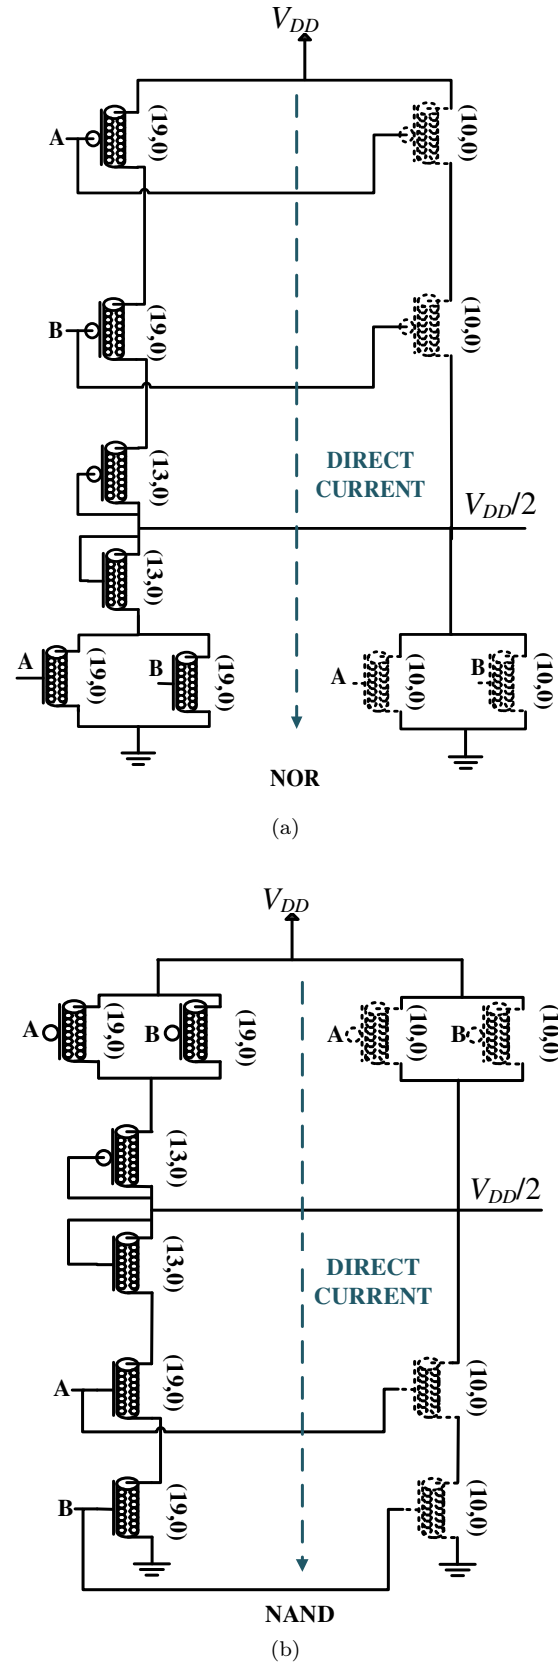 V_DD
A
(19,0)
(10,0)
B
(19,0)
(10,0)
(13,0)
DIRECT
CURRENT
V_DD/2
(13,0)
A
(19,0)
B
(19,0)
A
(10,0)
B
(10,0)
NOR
(a)
V_DD
A
(19,0)
B
(19,0)
A
(10,0)
B
(10,0)
(13,0)
V_DD/2
(13,0)
DIRECT
CURRENT
A
(19,0)
(10,0)
B
(19,0)
(10,0)
NAND
(b)